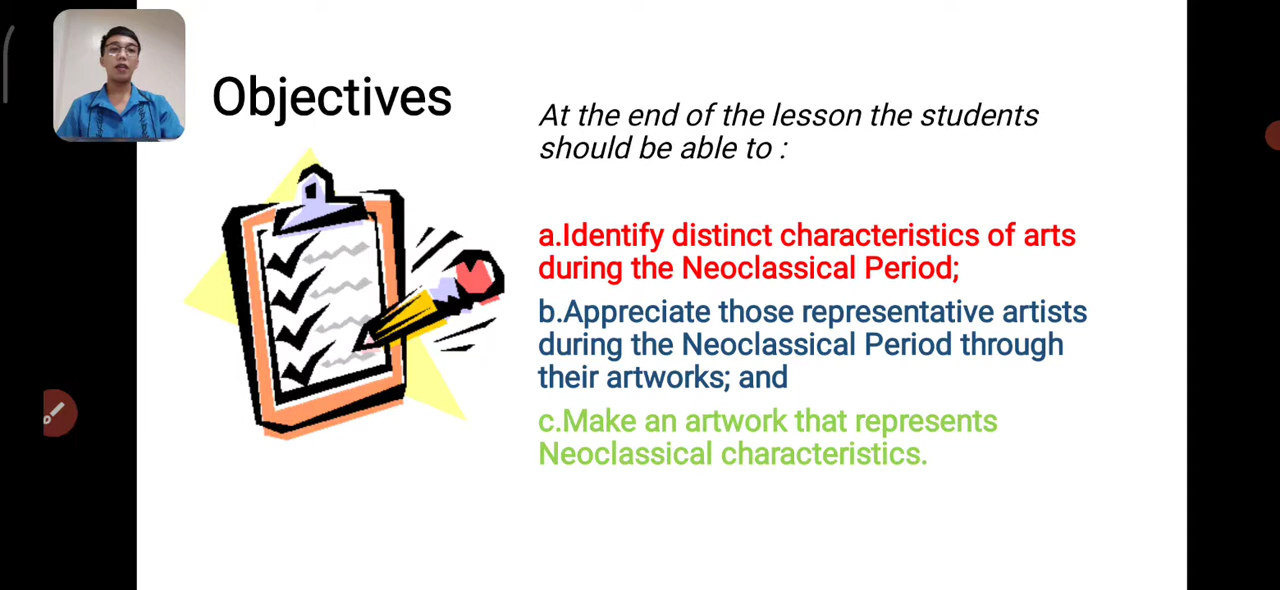 Objectives
At the end of the lesson the students
should be able to :
a.Identify distinct characteristics of arts
during the Neoclassical Period;
b.Appreciate those representative artists
during the Neoclassical Period through
their artworks; and
c.Make an artwork that represents
Neoclassical characteristics.